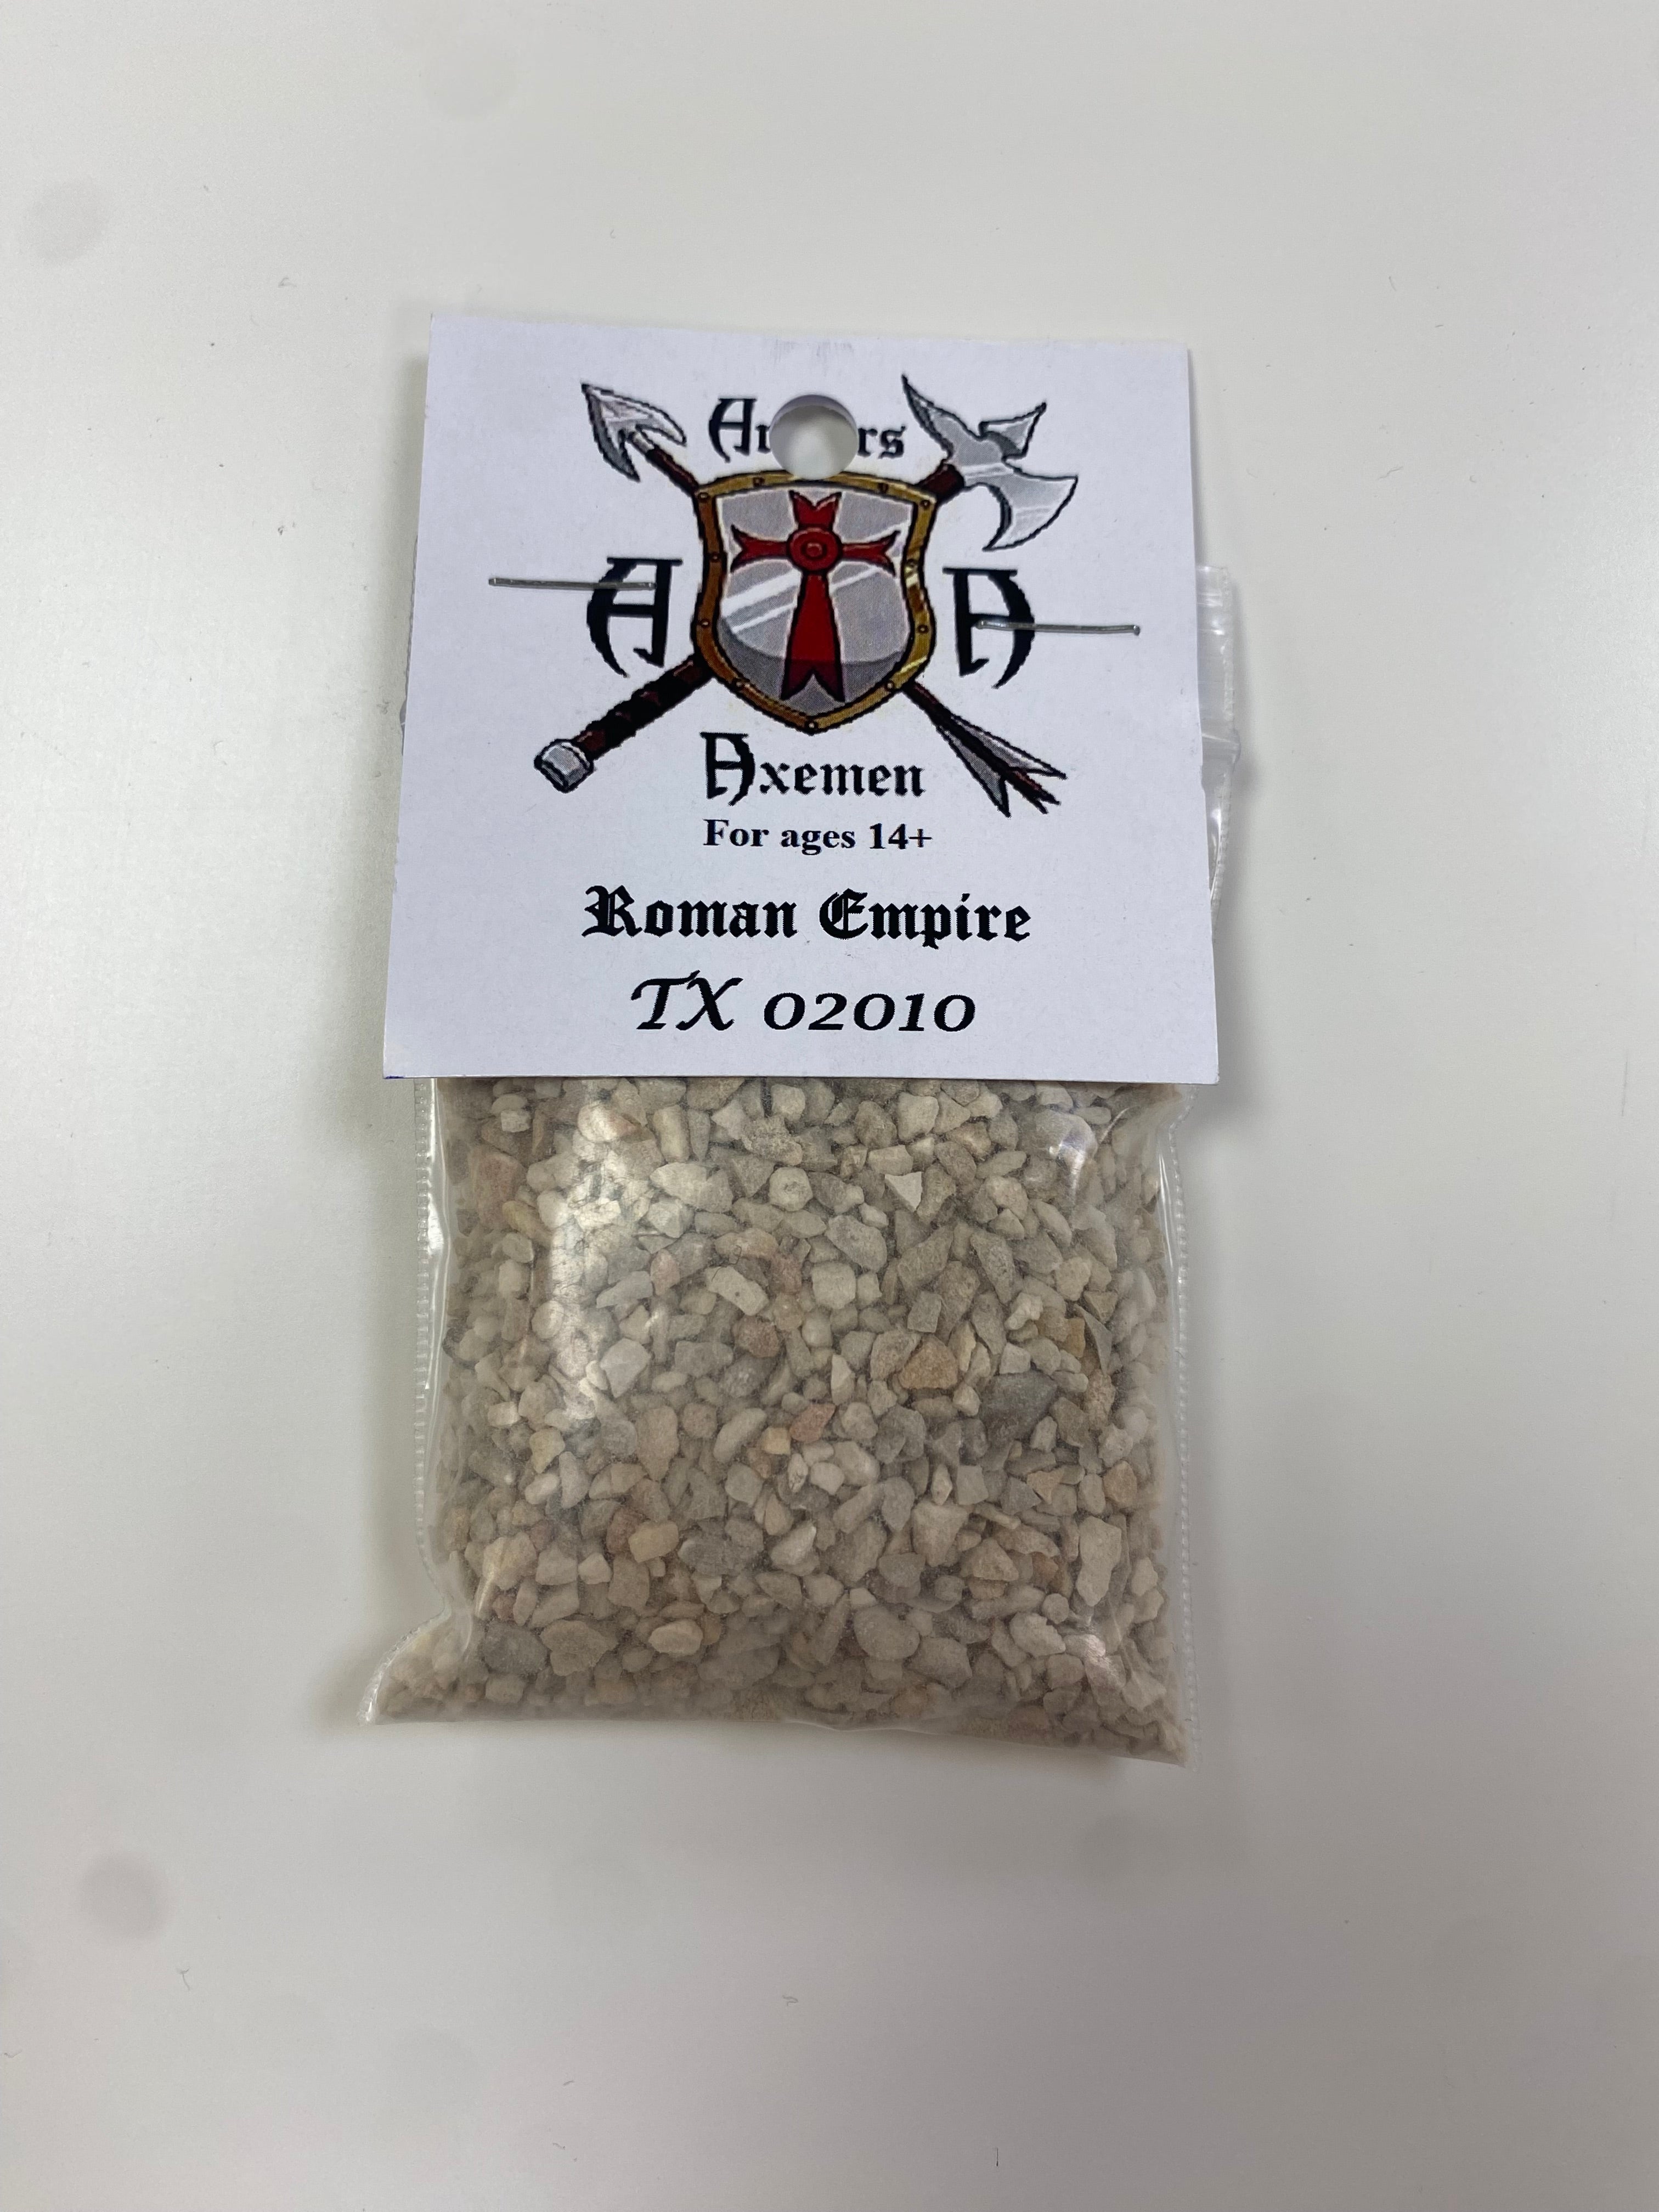 A A
Axemen
For ages 14+
Roman Empire
TX 02010